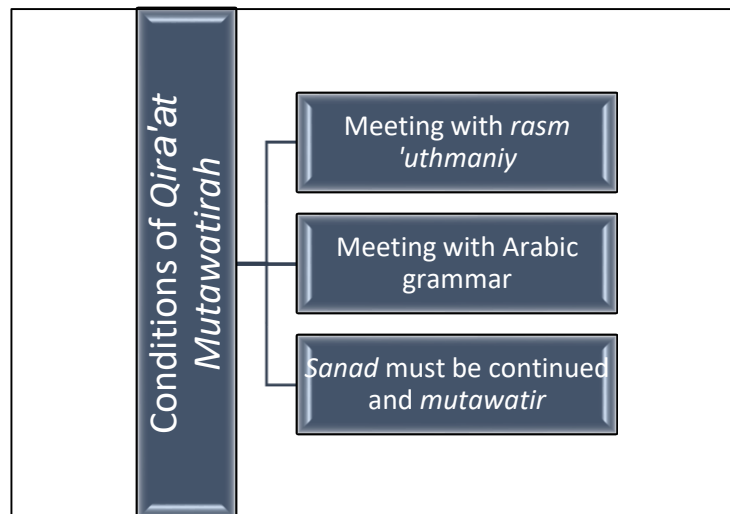 Conditions of Qira'at
Mutawatirah
Meeting with rasm
'uthmaniy
Meeting with Arabic
grammar
Sanad must be continued
and mutawatir